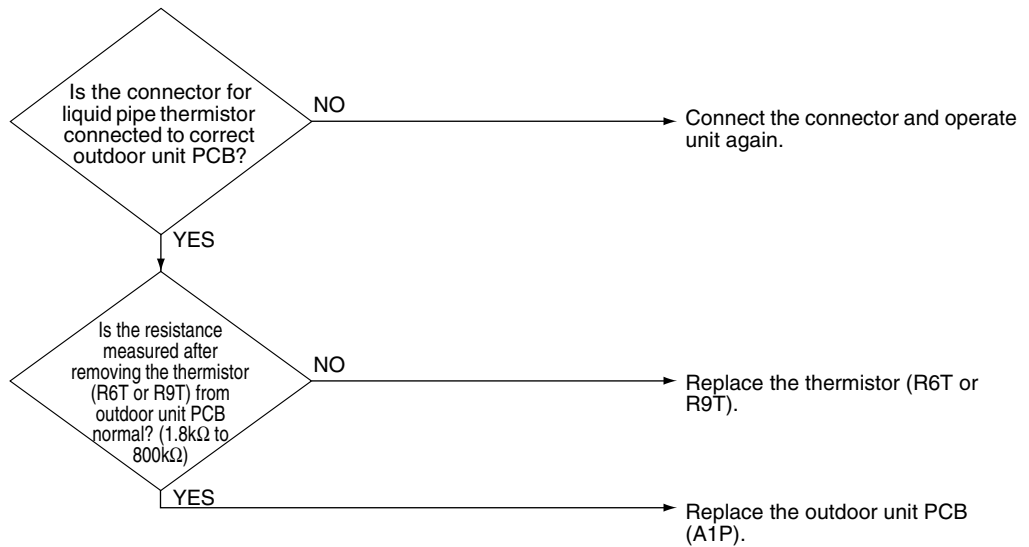 Is the connector for
liquid pipe thermistor
connected to correct
outdoor unit PCB?
NO
Connect the connector and operate
unit again.
YES
Is the resistance
measured after
removing the thermistor
(R6T or R9T) from
outdoor unit PCB
normal? (1.8kΩ to
800kΩ)
NO
Replace the thermistor (R6T or
R9T).
YES
Replace the outdoor unit PCB
(A1P).